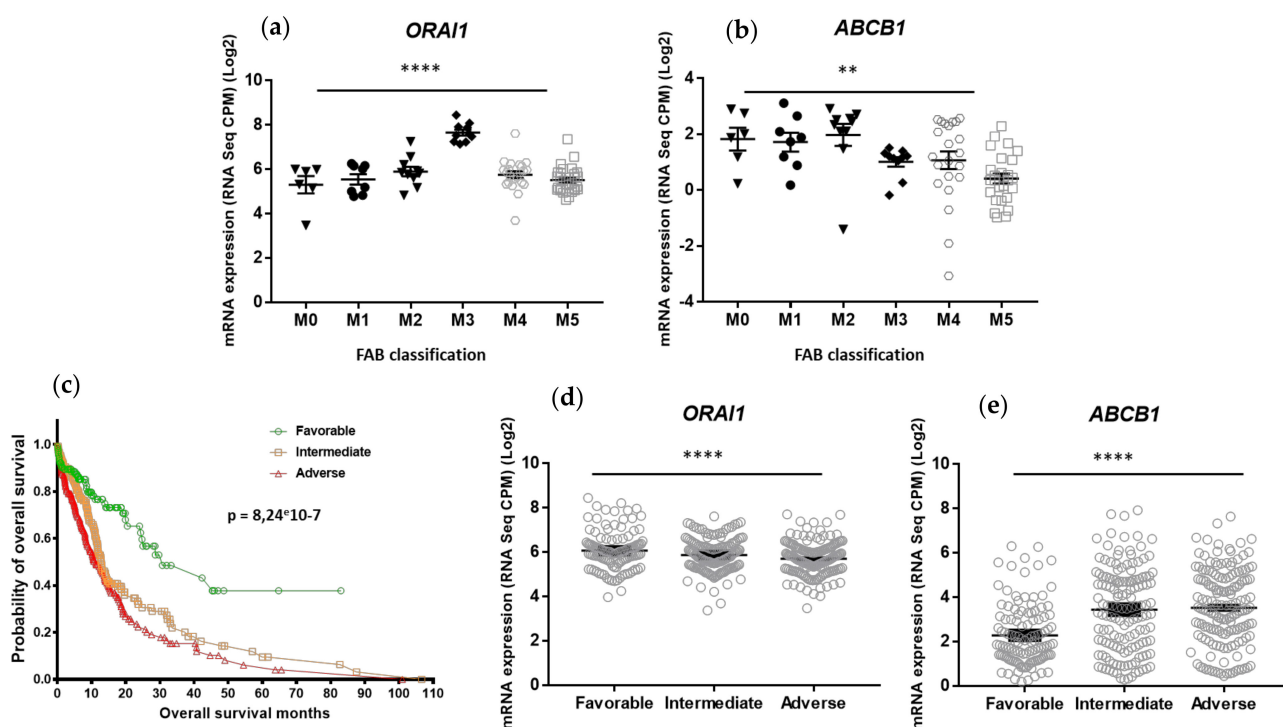 (a)
ORAI1
****
mRNA expression (RNA Seq CPM) (Log2)
10
8
6
4
2
0
M0 M1 M2 M3 M4 M5
FAB classification
(b)
ABCB1
**
mRNA expression (RNA Seq CPM) (Log2)
4
2
0
-2
-4
M0 M1 M2 M3 M4 M5
FAB classification
(c)
Probability of overall survival
1.0
0.8
0.6
0.4
0.2
0.0
Favorable
Intermediate
Adverse
p = 8,24e10-7
0 10 20 30 40 50 60 70 80 90 100 110
Overall survival months
(d)
ORAI1
****
mRNA expression (RNA Seq CPM) (Log2)
10
8
6
4
2
0
Favorable Intermediate Adverse
(e)
ABCB1
****
mRNA expression (RNA Seq CPM) (Log2)
10
8
6
4
2
0
Favorable Intermediate Adverse